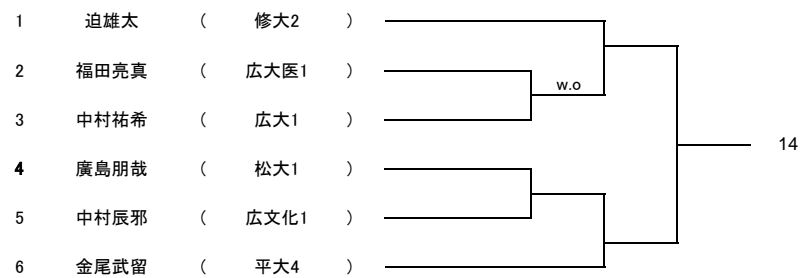 1 迫雄太 ( 修大2 )
2 福田亮真 ( 広大医1 )
w.o
3 中村祐希 ( 広大1 )
14
4 廣島朋哉 ( 松大1 )
5 中村辰邪 ( 広文化1 )
6 金尾武留 ( 平大4 )